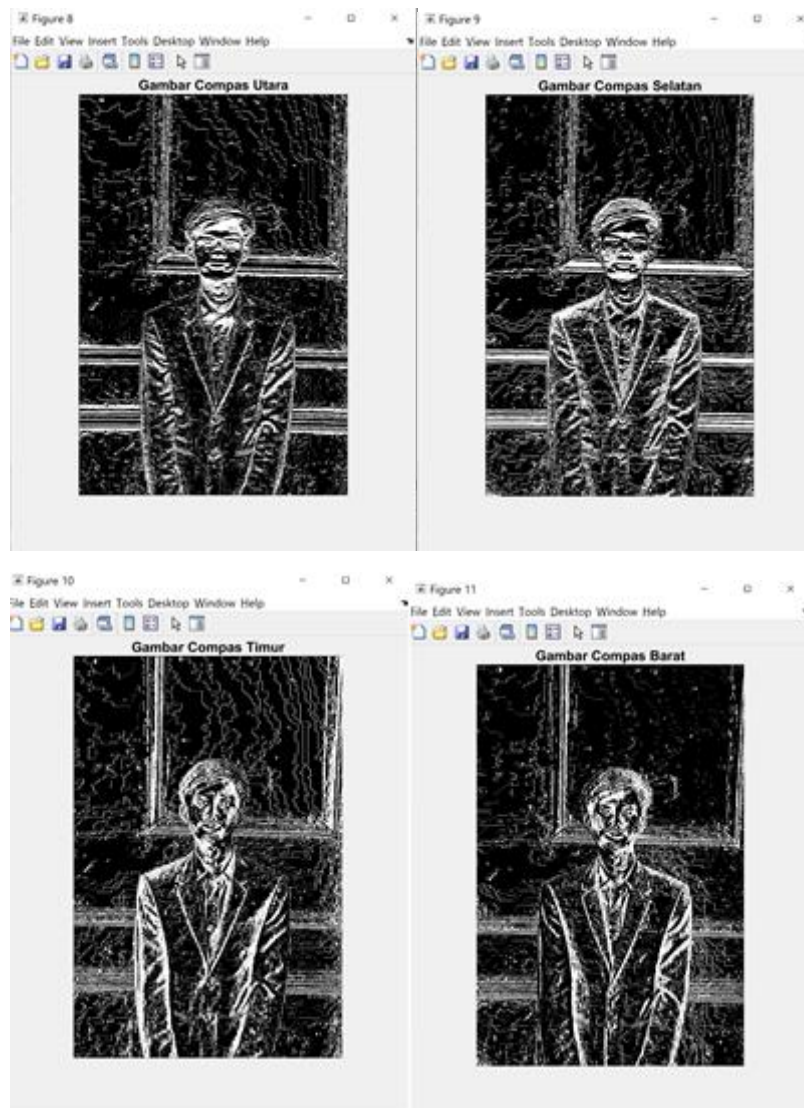 Figure 8
File Edit View Insert Tools Desktop Window Help
Gambar Compas Utara
Figure 9
File Edit View Insert Tools Desktop Window Help
Gambar Compas Selatan
Figure 10
File Edit View Insert Tools Desktop Window Help
Gambar Compas Timur
Figure 11
File Edit View Insert Tools Desktop Window Help
Gambar Compas Barat